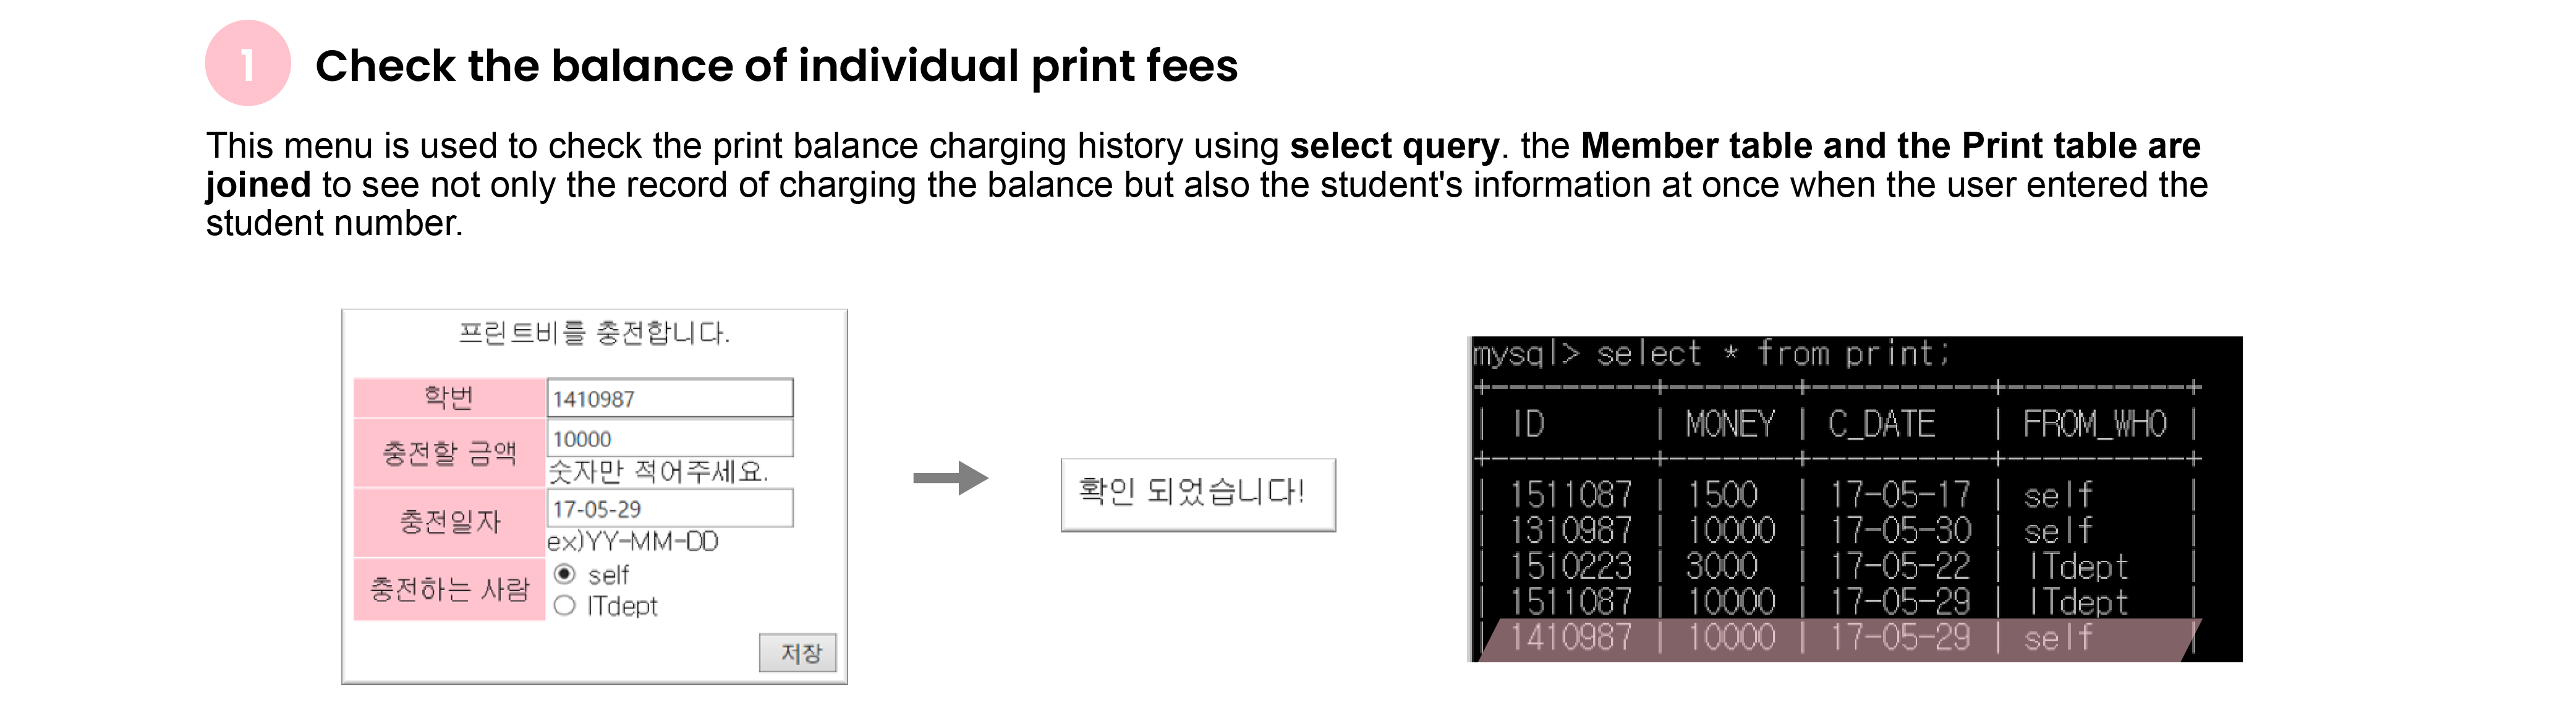 1 Check the balance of individual print fees
This menu is used to check the print balance charging history using select query. the Member table and the Print table are
joined to see not only the record of charging the balance but also the student's information at once when the user entered the
student number.
프린트비를 충전합니다.
학번 1410987
충전할 금액 10000
숫자만 적어주세요.
충전일자 17-05-29
ex)YY-MM-DD
충전하는 사람 self
ITdept
저장
확인 되었습니다!
mysql> select * from print;
+---------+-------+----------+----------+
| ID | MONEY | C_DATE | FROM_WHO |
+---------+-------+----------+----------+
| 1511087 | 1500 | 17-05-17 | self |
| 1310987 | 10000 | 17-05-30 | self |
| 1510223 | 3000 | 17-05-22 | ITdept |
| 1511087 | 10000 | 17-05-29 | ITdept |
| 1410987 | 10000 | 17-05-29 | self |